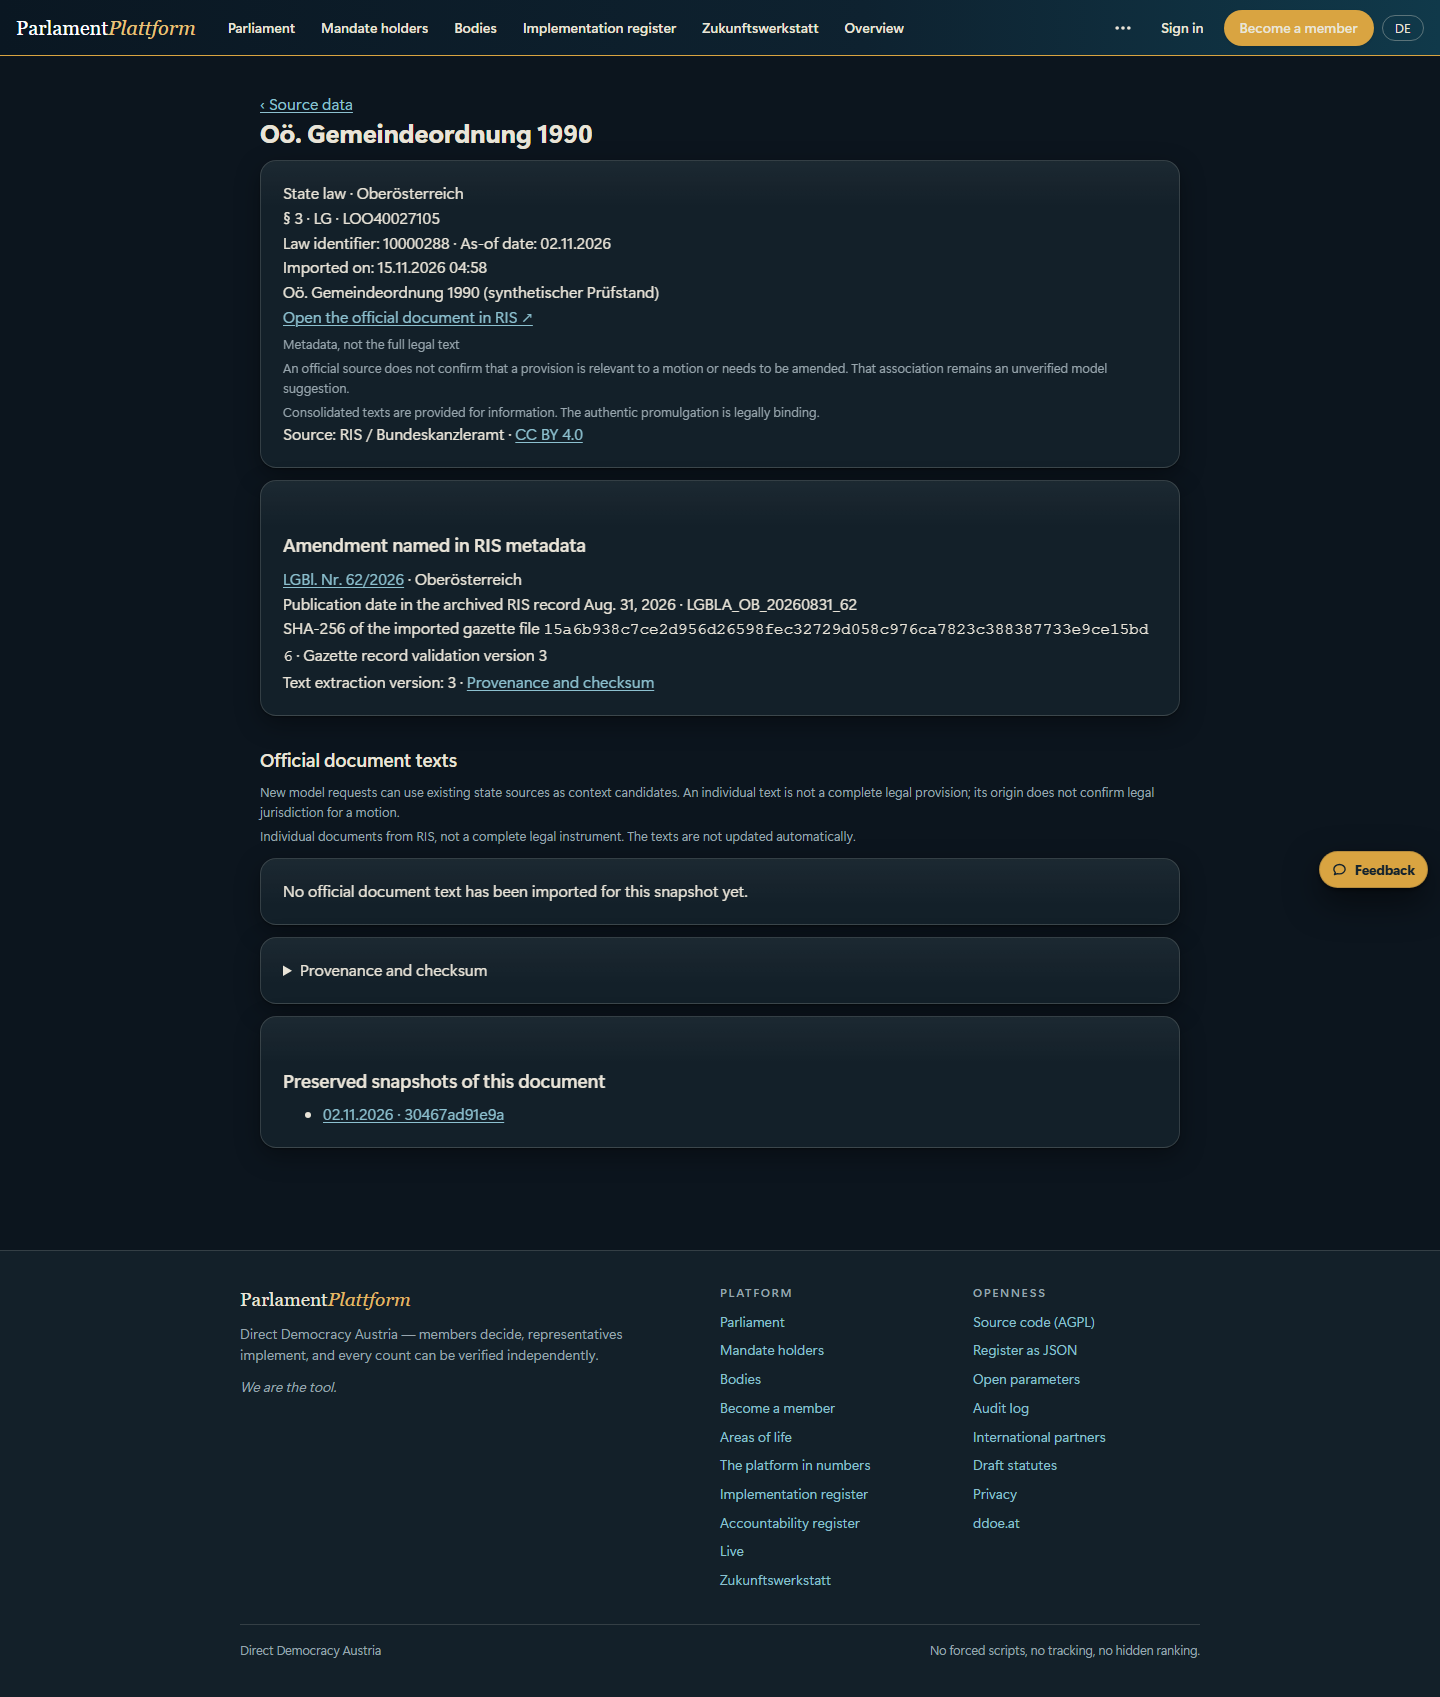 ParlamentPlattform
Parliament
Mandate holders
Bodies
Implementation register
Zukunftswerkstatt
Overview
•••
Sign in
Become a member
DE
‹ Source data
Oö. Gemeindeordnung 1990
State law · Oberösterreich
§ 3 · LG · LOO40027105
Law identifier: 10000288 · As-of date: 02.11.2026
Imported on: 15.11.2026 04:58
Oö. Gemeindeordnung 1990 (synthetischer Prüfstand)
Open the official document in RIS ↗
Metadata, not the full legal text
An official source does not confirm that a provision is relevant to a motion or needs to be amended. That association remains an unverified model
suggestion.
Consolidated texts are provided for information. The authentic promulgation is legally binding.
Source: RIS / Bundeskanzleramt · CC BY 4.0
Amendment named in RIS metadata
LGBl. Nr. 62/2026 · Oberösterreich
Publication date in the archived RIS record Aug. 31, 2026 · LGBLA_OB_20260831_62
SHA-256 of the imported gazette file 15a6b938c7ce2d956d26598fec32729d058c976ca7823c388387733e9ce15bd
6 · Gazette record validation version 3
Text extraction version: 3 · Provenance and checksum
Official document texts
New model requests can use existing state sources as context candidates. An individual text is not a complete legal provision; its origin does not confirm legal
jurisdiction for a motion.
Individual documents from RIS, not a complete legal instrument. The texts are not updated automatically.
No official document text has been imported for this snapshot yet.
Feedback
▶ Provenance and checksum
Preserved snapshots of this document
• 02.11.2026 · 30467ad91e9a
ParlamentPlattform
Direct Democracy Austria — members decide, representatives
implement, and every count can be verified independently.
We are the tool.
PLATFORM
Parliament
Mandate holders
Bodies
Become a member
Areas of life
The platform in numbers
Implementation register
Accountability register
Live
Zukunftswerkstatt
OPENNESS
Source code (AGPL)
Register as JSON
Open parameters
Audit log
International partners
Draft statutes
Privacy
ddoe.at
Direct Democracy Austria
No forced scripts, no tracking, no hidden ranking.